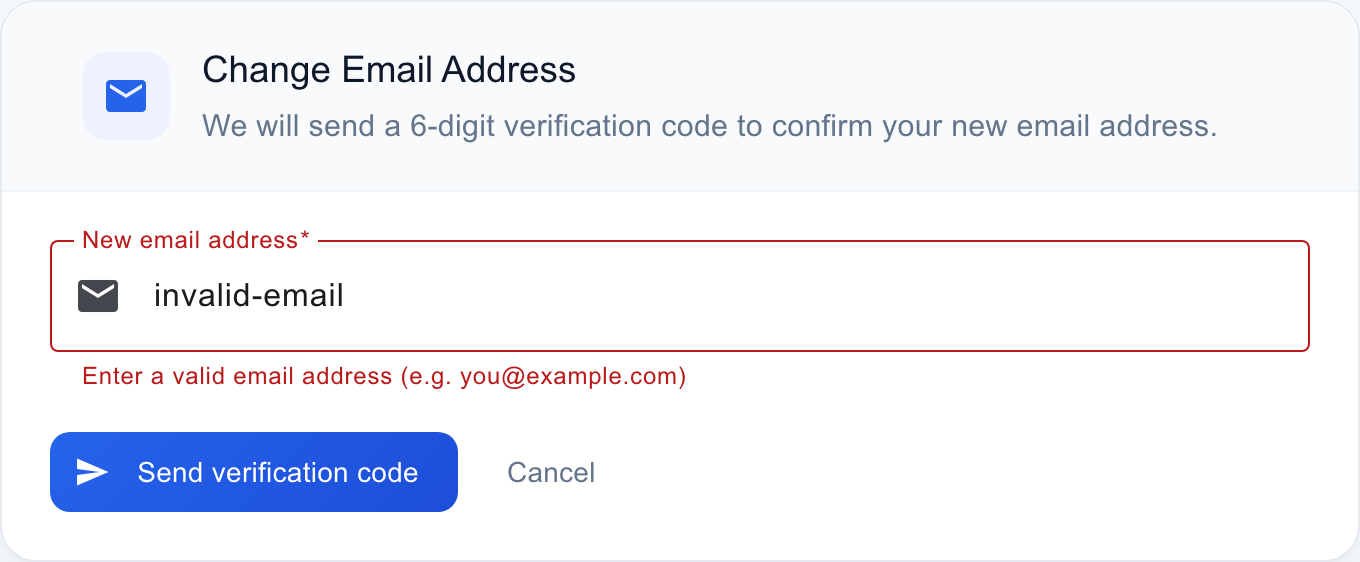 Change Email Address
We will send a 6-digit verification code to confirm your new email address.
New email address*
invalid-email
Enter a valid email address (e.g. you@example.com)
Send verification code
Cancel